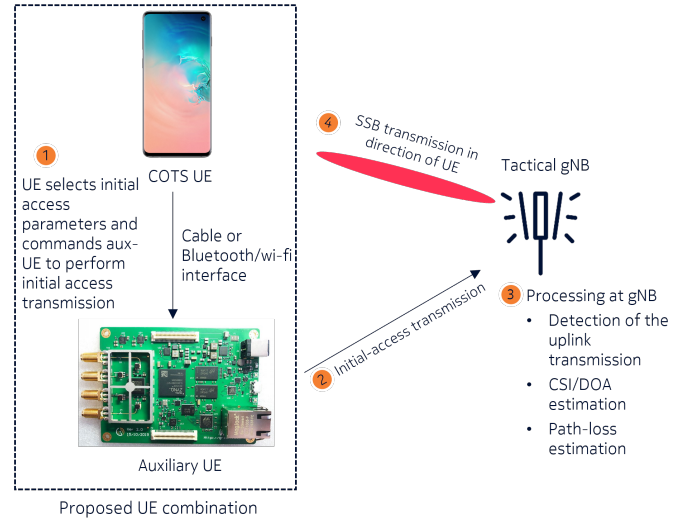 1
UE selects initial
access
parameters and
commands aux-
UE to perform
initial access
transmission
COTS UE
Cable or
Bluetooth/wi-fi
interface
Auxiliary UE
Proposed UE combination
2
Initial-access transmission
4
SSB transmission in
direction of UE
Tactical gNB
3 Processing at gNB
• Detection of the
uplink
transmission
• CSI/DOA
estimation
• Path-loss
estimation